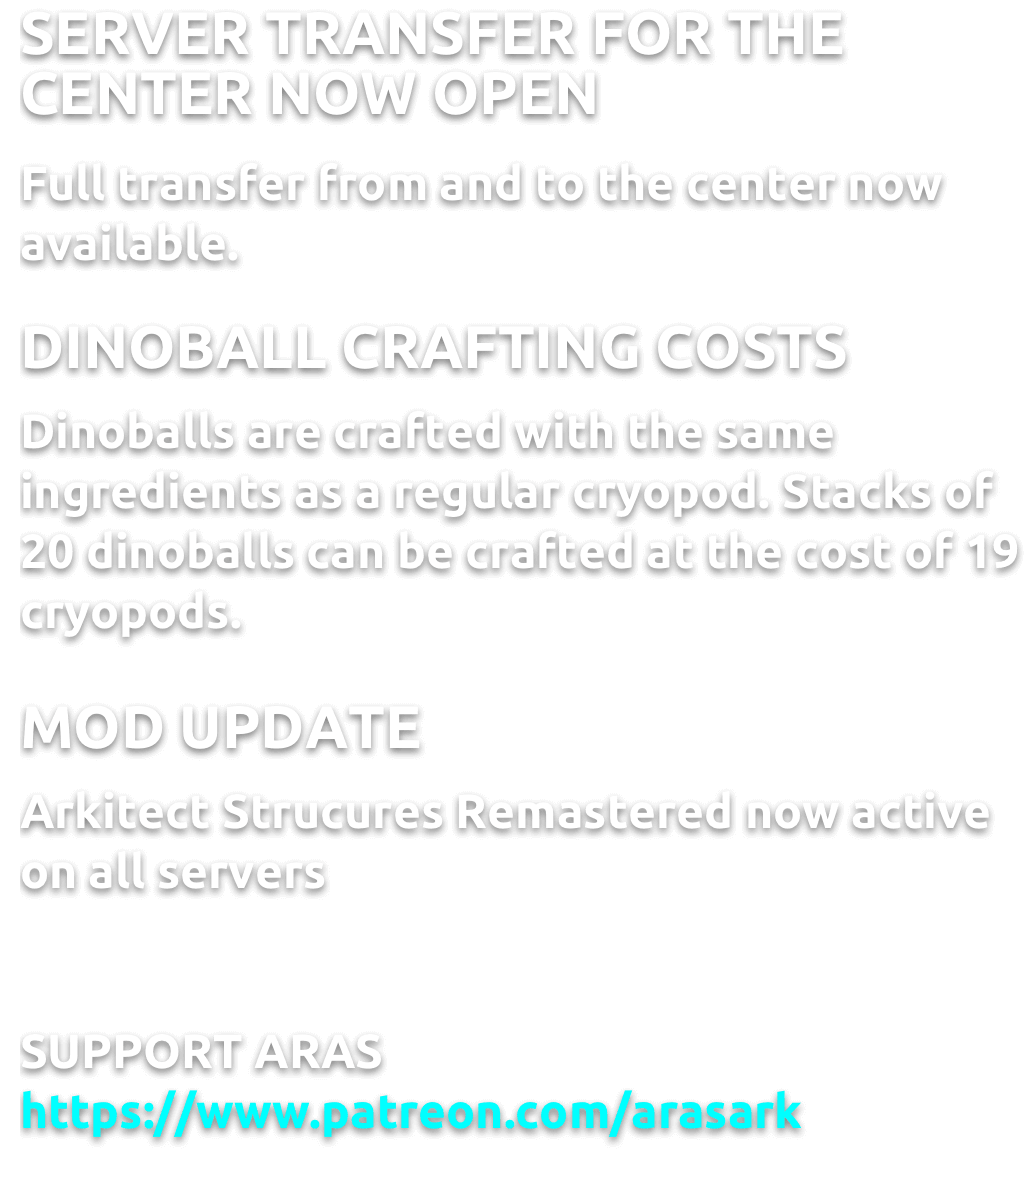 SERVER TRANSFER FOR THE
CENTER NOW OPEN
Full transfer from and to the center now
available.
DINOBALL CRAFTING COSTS
Dinoballs are crafted with the same
ingredients as a regular cryopod. Stacks of
20 dinoballs can be crafted at the cost of 19
cryopods.
MOD UPDATE
Arkitect Strucures Remastered now active
on all servers
SUPPORT ARAS
https://www.patreon.com/arasark